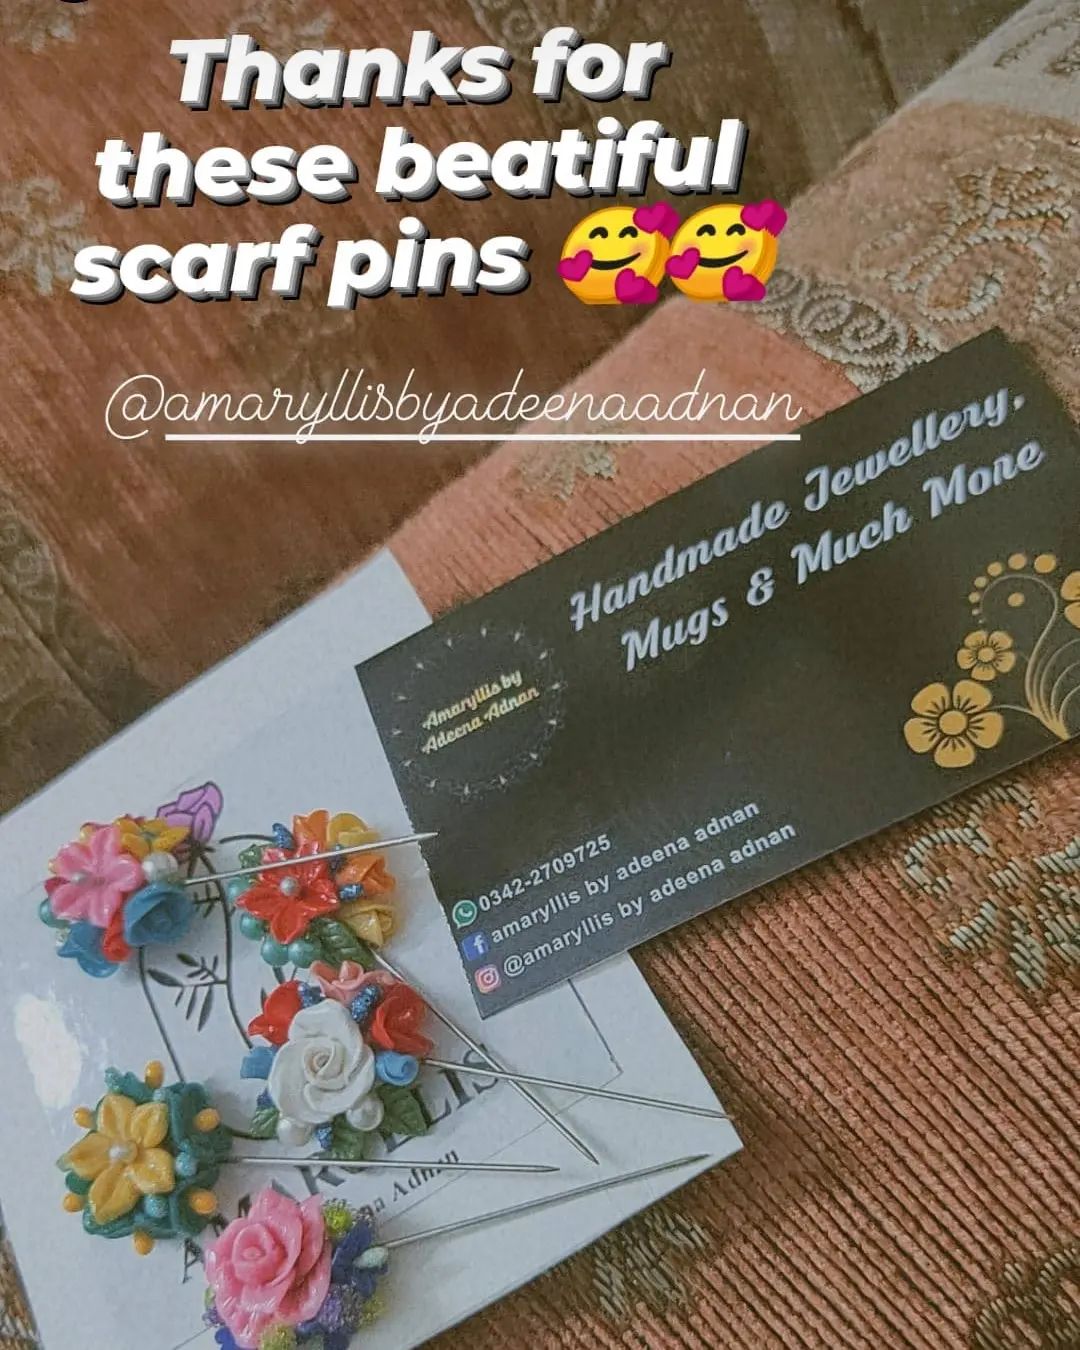 Thanks for
these beatiful
scarf pins 🥰🥰
@amaryllisbyadeenaadnan
Handmade Jewellery,
Mugs & Much More
Amaryllis by
Adeena Adnan
0342-2709725
amaryllis by adeena adnan
@amaryllis by adeena adnan
Adnan